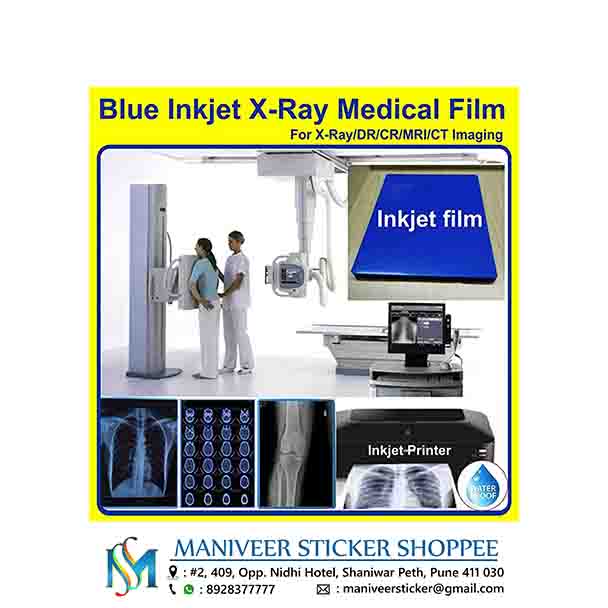 Blue Inkjet X-Ray Medical Film
For X-Ray/DR/CR/MRI/CT Imaging
Inkjet film
Inkjet Printer
WATER
PROOF
SM MANIVEER STICKER SHOPPEE
: #2, 409, Opp. Nidhi Hotel, Shaniwar Peth, Pune 411 030
: 8928377777 : maniveersticker@gmail.com